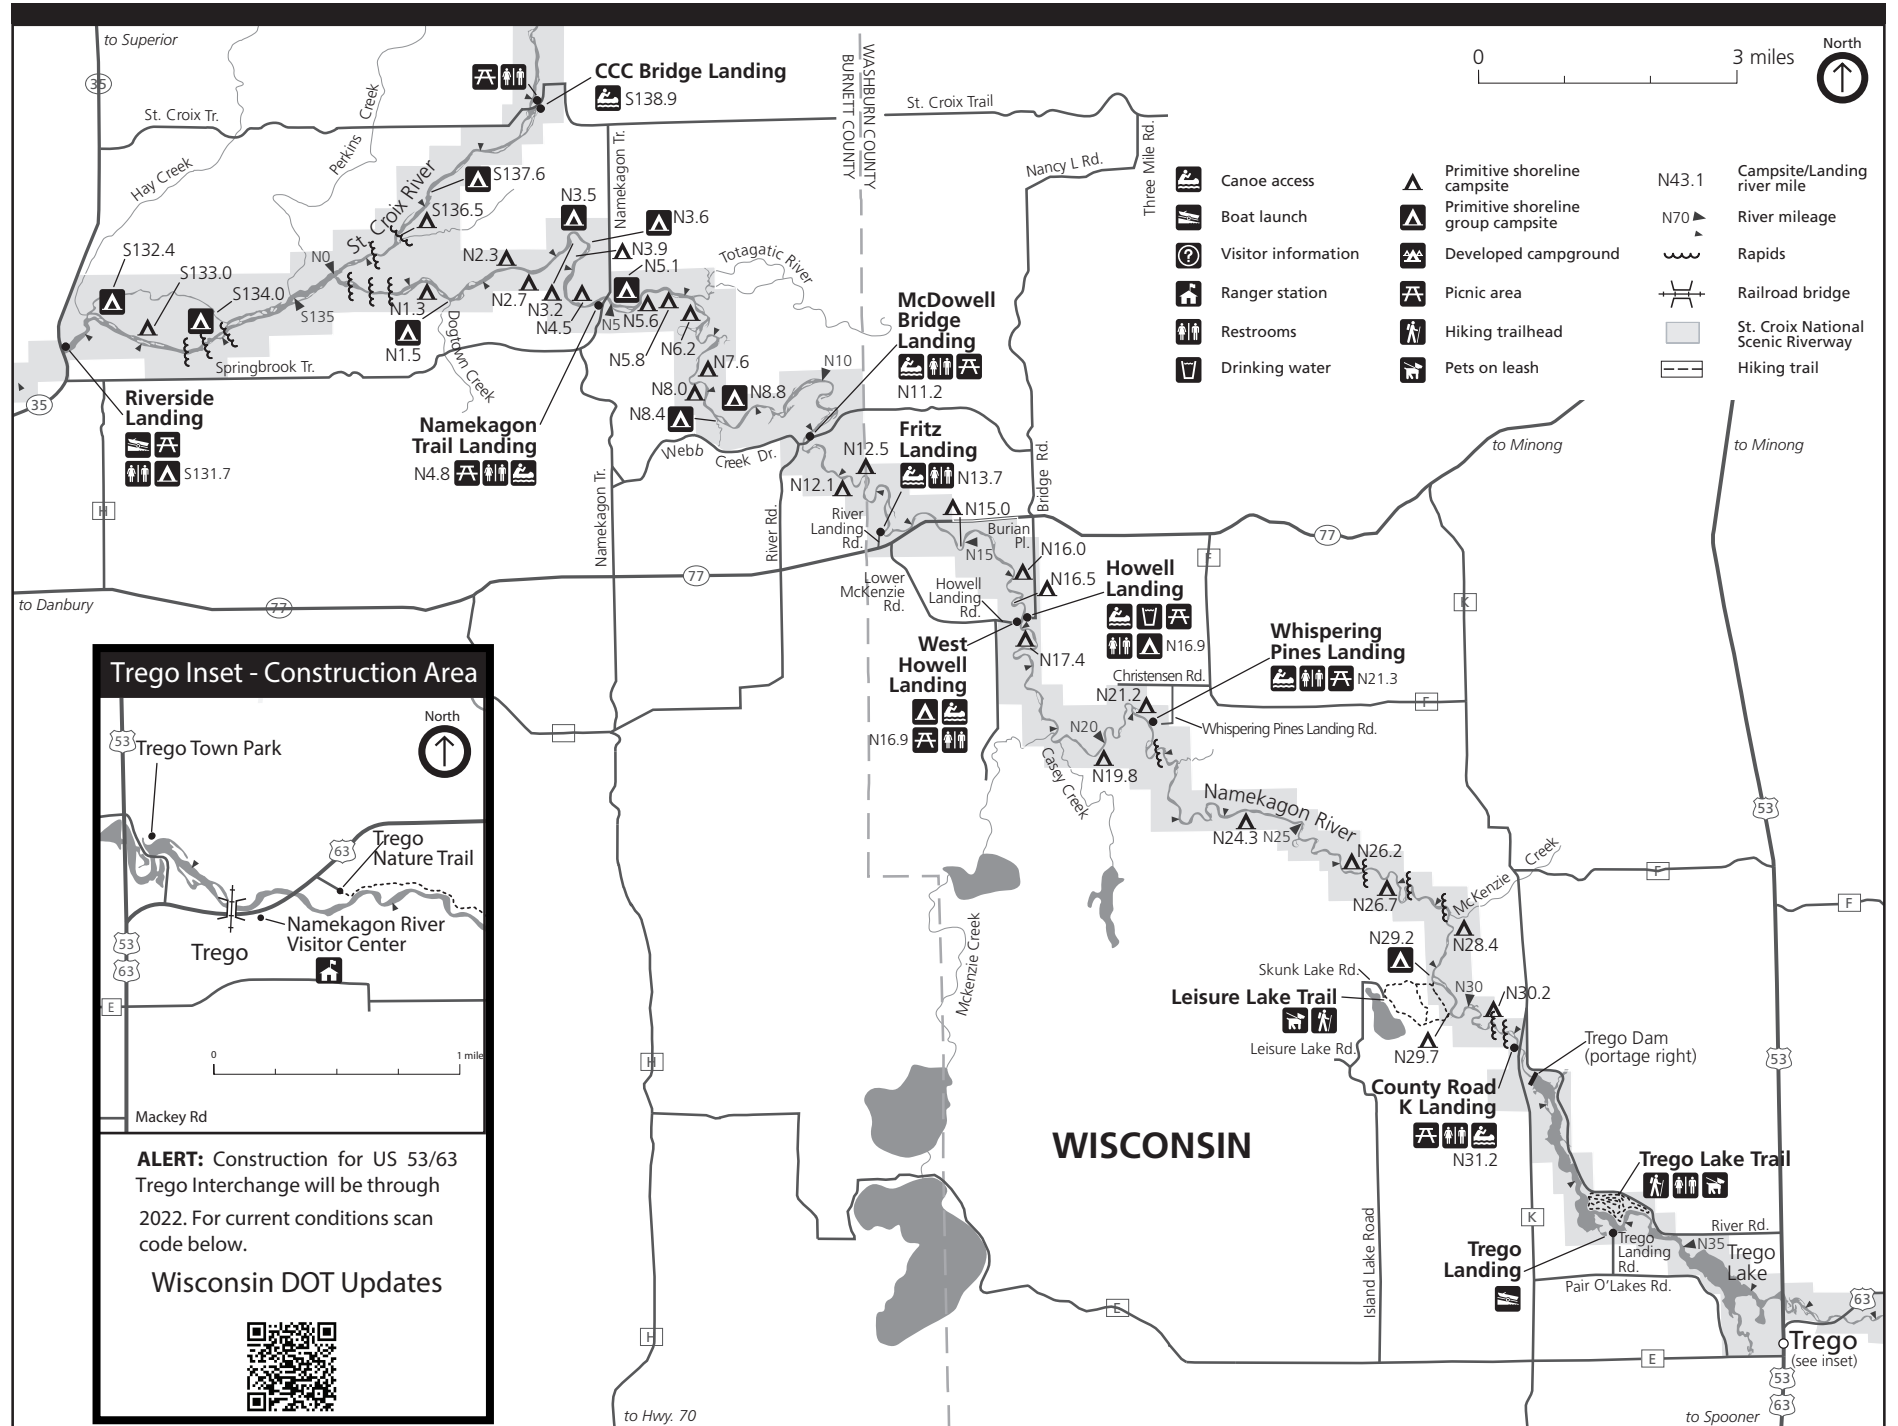 to Superior
35
St. Croix Tr.
Hay Creek
Perkins Creek
St. Croix River
CCC Bridge Landing
S138.9
BURNETT COUNTY
WASHBURN COUNTY
St. Croix Trail
Nancy L Rd.
Three Mile Rd.
0 3 miles
North
Canoe access
Boat launch
Visitor information
Ranger station
Restrooms
Drinking water
Primitive shoreline
campsite
Primitive shoreline
group campsite
Developed campground
Picnic area
Hiking trailhead
Pets on leash
N43.1
Campsite/Landing
river mile
N70
River mileage
Rapids
Railroad bridge
St. Croix National
Scenic Riverway
Hiking trail
S137.6
S136.5
Namekagon Tr.
N3.5
N3.6
N3.9
N5.1
N2.3
N0
S132.4
S133.0
S134.0
S135
N1.3
N1.5
N2.7
N3.2
N4.5
N5
N5.6
N5.8
N6.2
Totagatic River
Dogtown Creek
Springbrook Tr.
35
Riverside
Landing
S131.7
H
Namekagon
Trail Landing
N4.8
N7.6
N8.0
N8.8
N8.4
N10
McDowell
Bridge
Landing
N11.2
Webb Creek Dr.
Namekagon Tr.
River Rd.
N12.5
N12.1
Fritz
Landing
N13.7
River
Landing
Rd.
N15.0
N15
Burian
Pl.
Bridge Rd.
to Minong
to Minong
77
77
77
to Danbury
Lower
McKenzie
Rd.
Howell
Landing
Rd.
N16.0
N16.5
Howell
Landing
N16.9
F
K
West
Howell
Landing
N16.9
N17.4
Christensen Rd.
Whispering
Pines Landing
N21.3
F
N21.2
N20
N19.8
Whispering Pines Landing Rd.
Casey Creek
Namekagon River
N24.3
N25
N26.2
N26.7
McKenzie Creek
53
F
F
N28.4
N29.2
Skunk Lake Rd.
Leisure Lake Trail
Leisure Lake Rd.
N29.7
N30
N30.2
Trego Dam
(portage right)
53
County Road
K Landing
N31.2
Mckenzie Creek
H
WISCONSIN
Trego Lake Trail
Island Lake Road
K
River Rd.
Trego
Landing
Trego
Landing
Rd.
N35
Trego
Lake
Pair O'Lakes Rd.
63
Trego
(see inset)
E
E
H
53
63
to Hwy. 70
to Spooner
Trego Inset - Construction Area
North
53
Trego Town Park
63
Trego
Nature Trail
Namekagon River
Visitor Center
Trego
53
63
E
0 1 mile
Mackey Rd
ALERT: Construction for US 53/63
Trego Interchange will be through
2022. For current conditions scan
code below.
Wisconsin DOT Updates